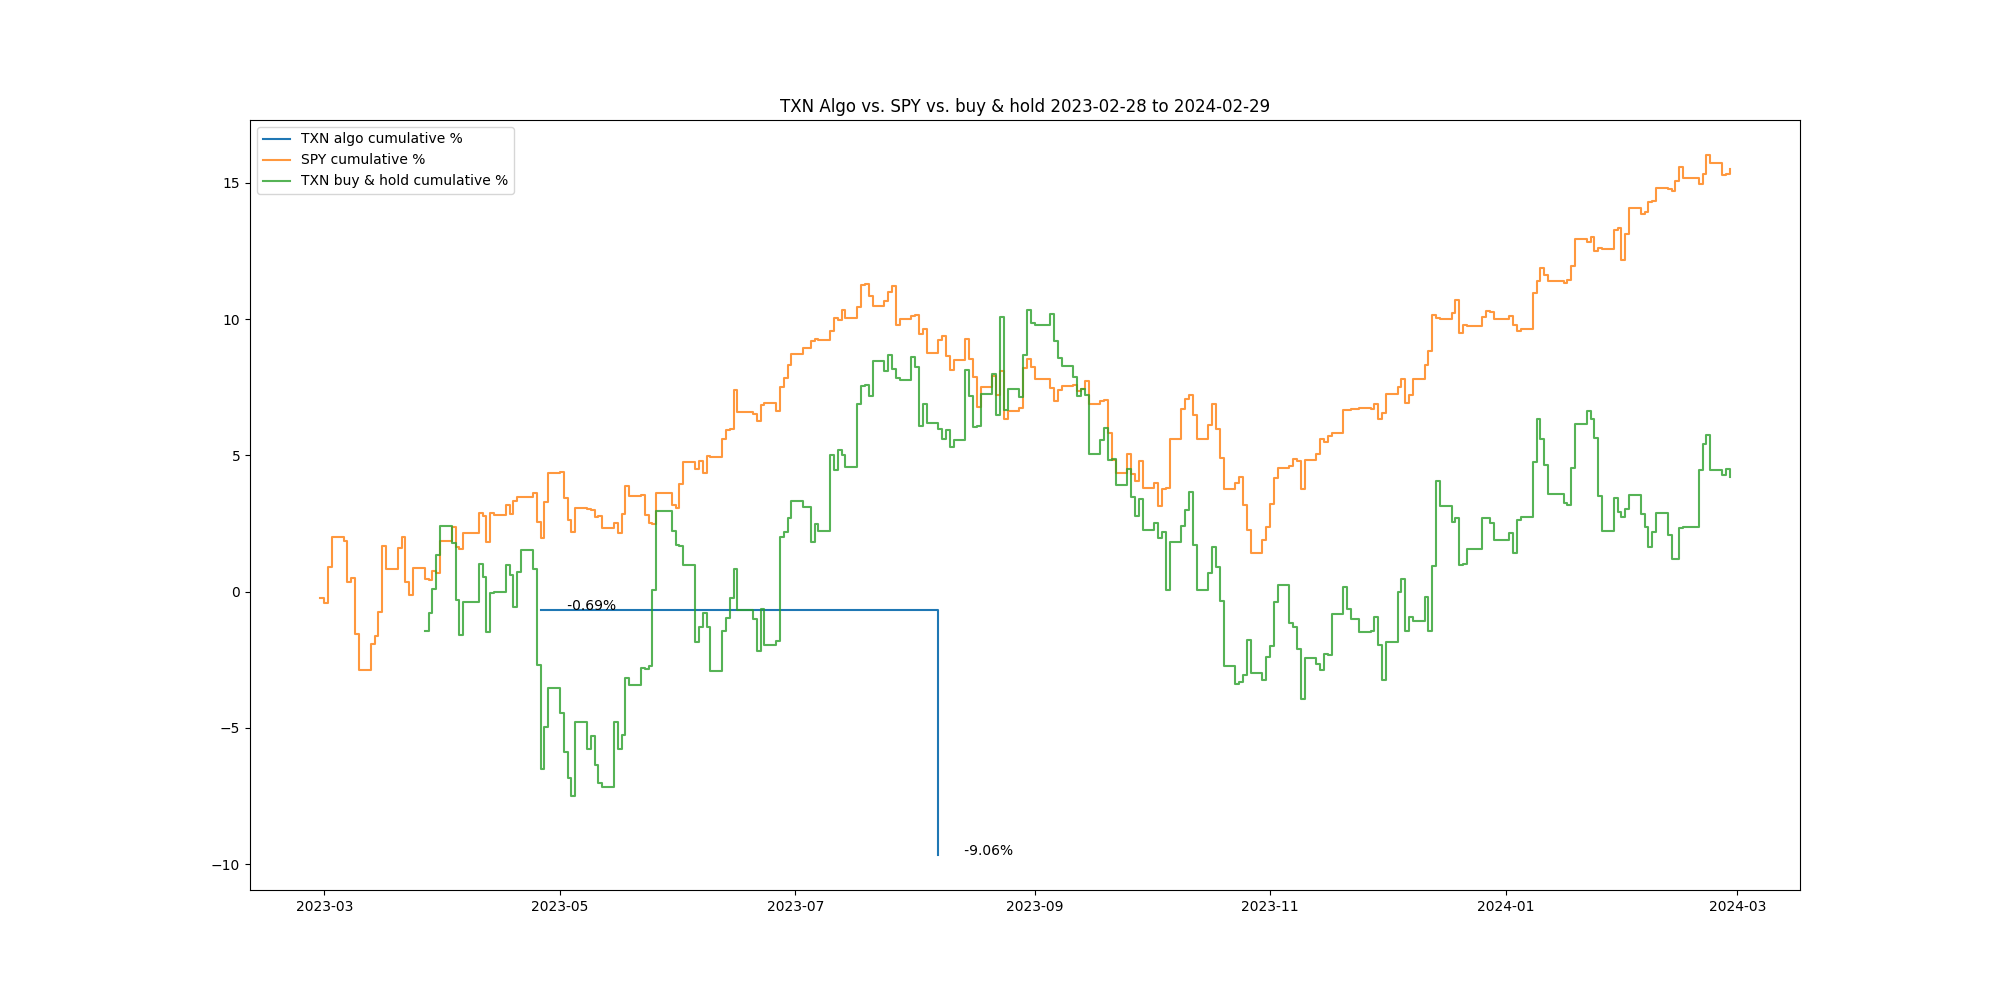 TXN Algo vs. SPY vs. buy & hold 2023-02-28 to 2024-02-29
TXN algo cumulative %
SPY cumulative %
TXN buy & hold cumulative %
15
10
5
0
−5
−10
-0.69%
-9.06%
2023-03 2023-05 2023-07 2023-09 2023-11 2024-01 2024-03